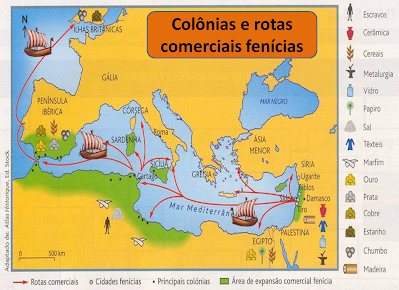 Colônias e rotas
comerciais fenícias
N
ILHAS BRITÂNICAS
GÁLIA
PENÍNSULA
IBÉRICA
CÓRSEGA
Roma
SARDENHA
MAR NEGRO
ÁSIA
MENOR
GRÉCIA
SICÍLIA
Cartago
SÍRIA
Ugarite
Biblos
Damasco
Tiro
Mar Mediterrâneo
PALESTINA
EGITO
0 500 km
Adaptado de: Atlas Historique, Ed. Stock
Escravos
Cerâmica
Cereais
Metalurgia
Vidro
Papiro
Sal
Têxteis
Marfim
Ouro
Prata
Cobre
Estanho
Chumbo
Madeira
Rotas comerciais
Cidades fenícias
Principais colônias
Área de expansão comercial fenícia